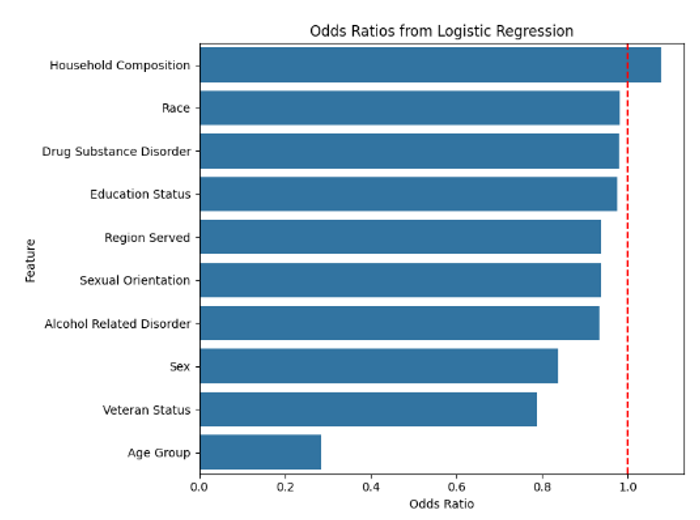 Odds Ratios from Logistic Regression
Household Composition
Race
Drug Substance Disorder
Education Status
Region Served
Sexual Orientation
Alcohol Related Disorder
Sex
Veteran Status
Age Group
Feature
0.0 0.2 0.4 0.6 0.8 1.0
Odds Ratio